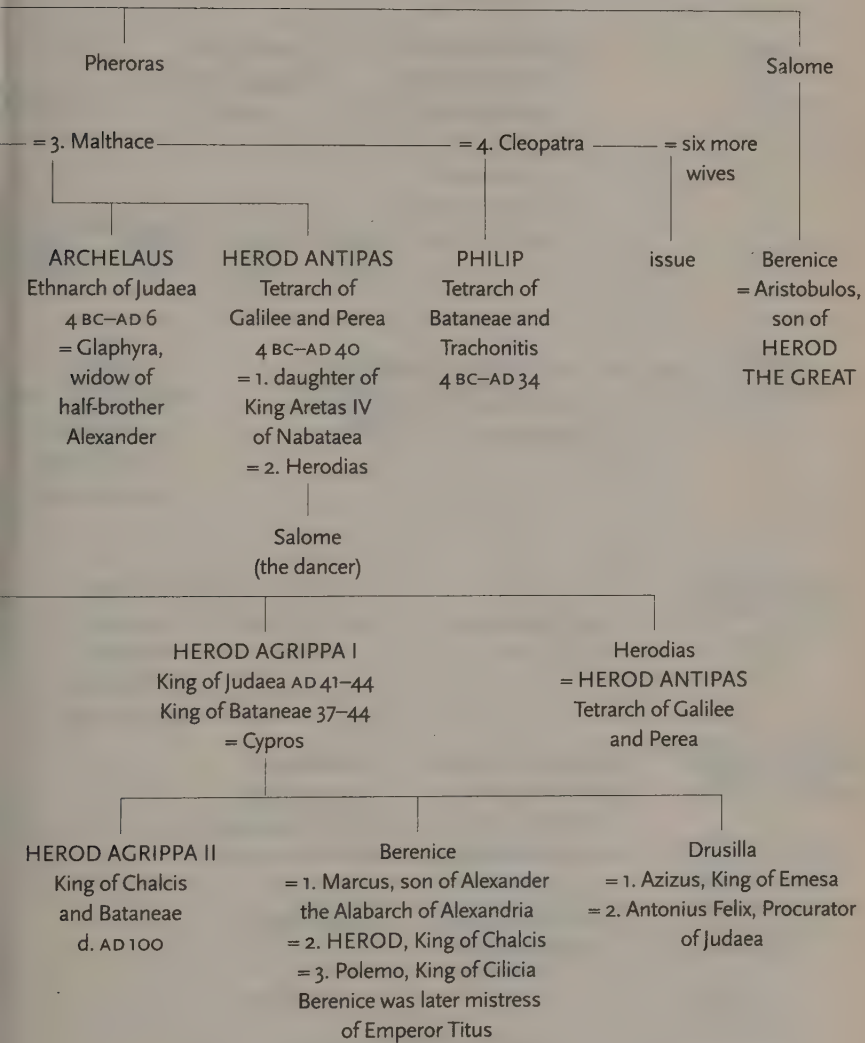 Pheroras
Salome
= 3. Malthace
= 4. Cleopatra
= six more
wives
ARCHELAUS
Ethnarch of Judaea
4 BC–AD 6
= Glaphyra,
widow of
half-brother
Alexander
HEROD ANTIPAS
Tetrarch of
Galilee and Perea
4 BC–AD 40
= 1. daughter of
King Aretas IV
of Nabataea
= 2. Herodias
Salome
(the dancer)
PHILIP
Tetrarch of
Bataneae and
Trachonitis
4 BC–AD 34
issue
Berenice
= Aristobulos,
son of
HEROD
THE GREAT
HEROD AGRIPPA I
King of Judaea AD 41–44
King of Bataneae 37–44
= Cypros
Herodias
= HEROD ANTIPAS
Tetrarch of Galilee
and Perea
HEROD AGRIPPA II
King of Chalcis
and Bataneae
d. AD 100
Berenice
= 1. Marcus, son of Alexander
the Alabarch of Alexandria
= 2. HEROD, King of Chalcis
= 3. Polemo, King of Cilicia
Berenice was later mistress
of Emperor Titus
Drusilla
= 1. Azizus, King of Emesa
= 2. Antonius Felix, Procurator
of Judaea